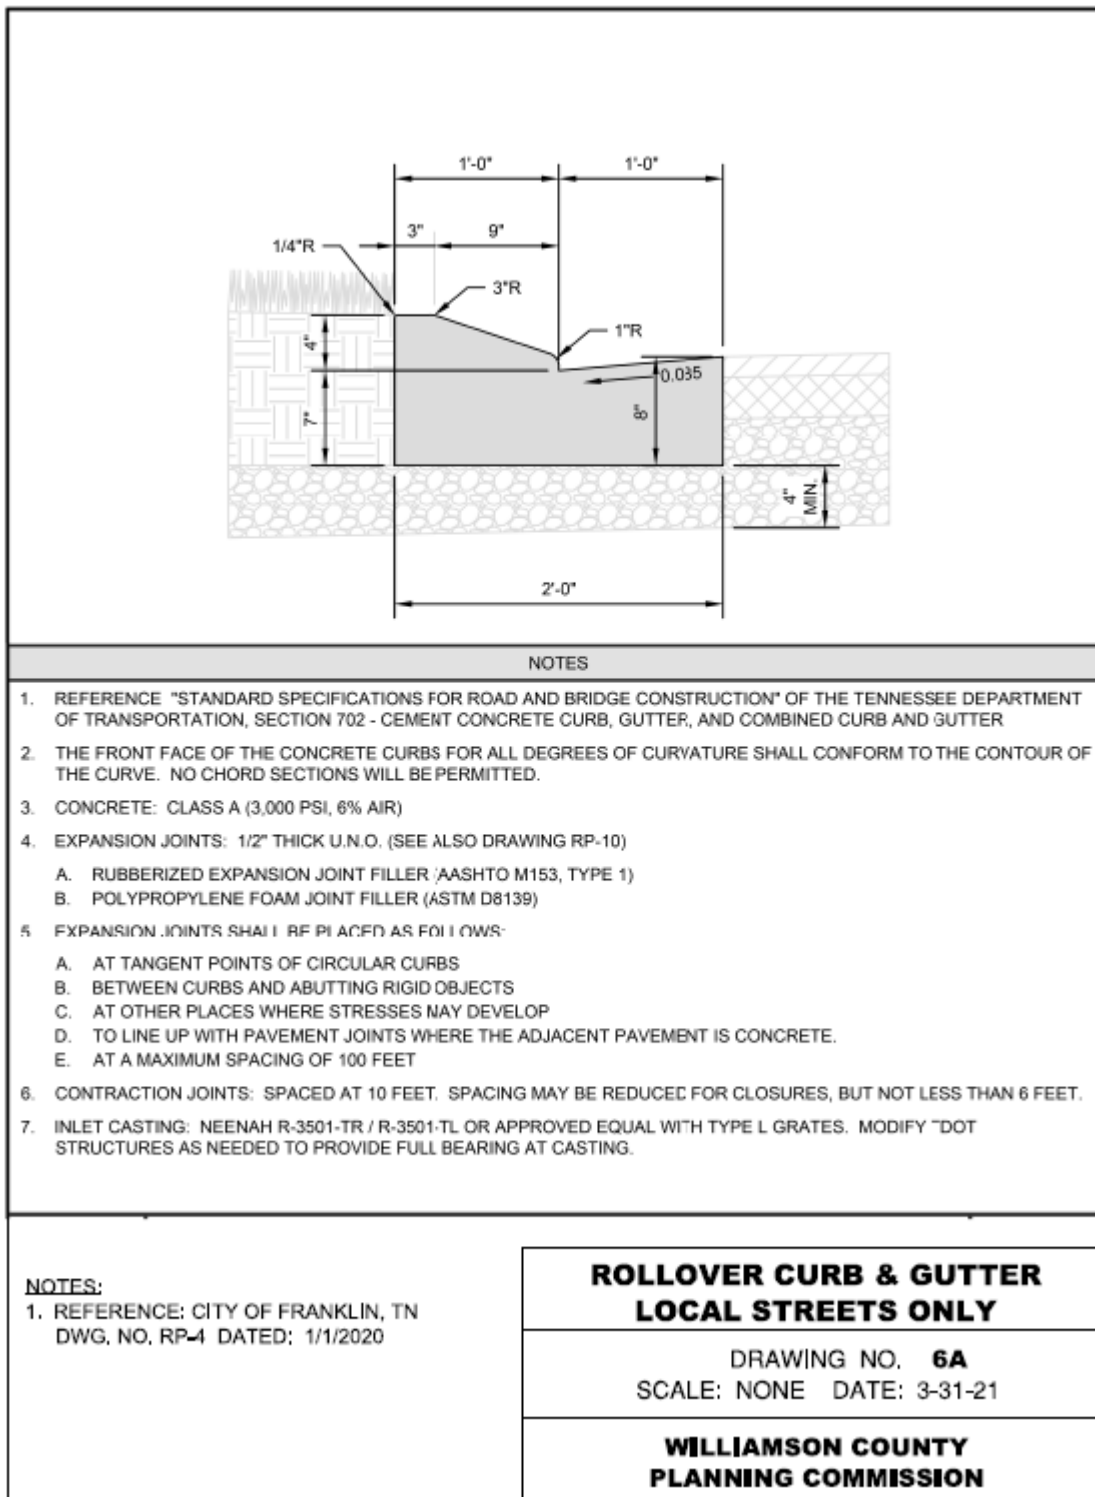 1'-0" 1'-0"
3" 9"
1/4"R
3"R
1"R
4"
0.035
7"
8"
4"
MIN.
2'-0"
NOTES
1. REFERENCE "STANDARD SPECIFICATIONS FOR ROAD AND BRIDGE CONSTRUCTION" OF THE TENNESSEE DEPARTMENT
OF TRANSPORTATION, SECTION 702 - CEMENT CONCRETE CURB, GUTTER, AND COMBINED CURB AND GUTTER
2. THE FRONT FACE OF THE CONCRETE CURBS FOR ALL DEGREES OF CURVATURE SHALL CONFORM TO THE CONTOUR OF
THE CURVE. NO CHORD SECTIONS WILL BE PERMITTED.
3. CONCRETE: CLASS A (3,000 PSI, 6% AIR)
4. EXPANSION JOINTS: 1/2" THICK U.N.O. (SEE ALSO DRAWING RP-10)
A. RUBBERIZED EXPANSION JOINT FILLER (AASHTO M153, TYPE 1)
B. POLYPROPYLENE FOAM JOINT FILLER (ASTM D8139)
5. EXPANSION JOINTS SHALL BE PLACED AS FOLLOWS:
A. AT TANGENT POINTS OF CIRCULAR CURBS
B. BETWEEN CURBS AND ABUTTING RIGID OBJECTS
C. AT OTHER PLACES WHERE STRESSES MAY DEVELOP
D. TO LINE UP WITH PAVEMENT JOINTS WHERE THE ADJACENT PAVEMENT IS CONCRETE.
E. AT A MAXIMUM SPACING OF 100 FEET
6. CONTRACTION JOINTS: SPACED AT 10 FEET. SPACING MAY BE REDUCED FOR CLOSURES, BUT NOT LESS THAN 6 FEET.
7. INLET CASTING: NEENAH R-3501-TR / R-3501-TL OR APPROVED EQUAL WITH TYPE L GRATES. MODIFY TDOT
STRUCTURES AS NEEDED TO PROVIDE FULL BEARING AT CASTING.
NOTES:
1. REFERENCE: CITY OF FRANKLIN, TN
DWG. NO. RP-4 DATED: 1/1/2020
ROLLOVER CURB & GUTTER
LOCAL STREETS ONLY
DRAWING NO. 6A
SCALE: NONE DATE: 3-31-21
WILLIAMSON COUNTY
PLANNING COMMISSION